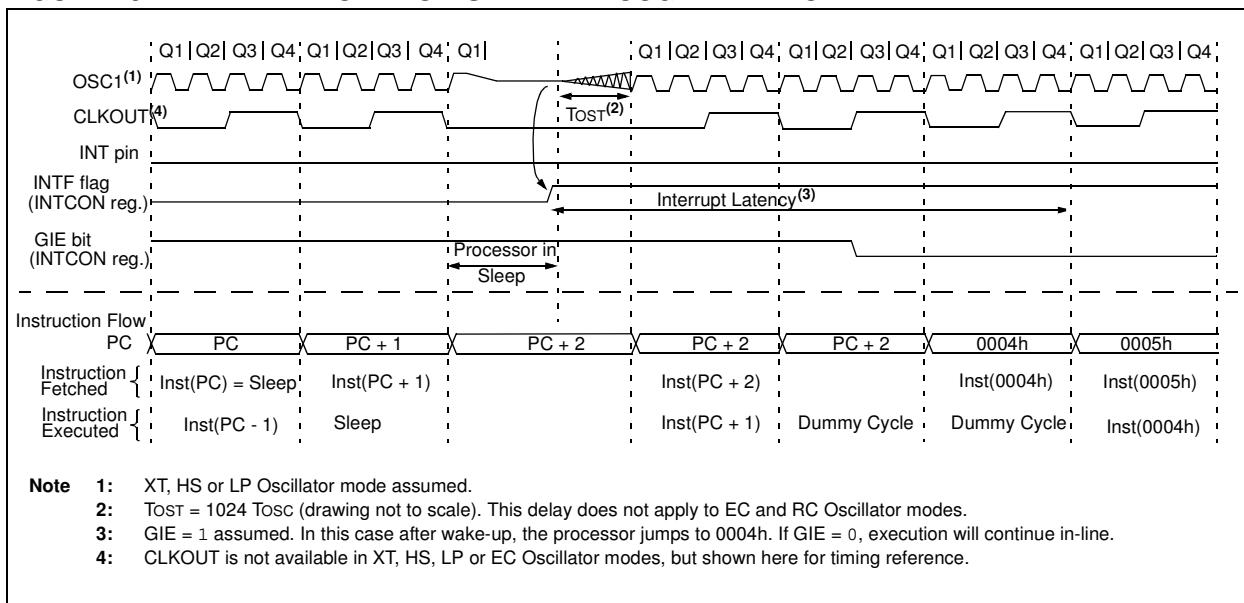 Q1 Q2 Q3 Q4 Q1 Q2 Q3 Q4 Q1 Q1 Q2 Q3 Q4 Q1 Q2 Q3 Q4 Q1 Q2 Q3 Q4 Q1 Q2 Q3 Q4
OSC1(1)
TOST(2)
CLKOUT(4)
INT pin
INTF flag
(INTCON reg.)
Interrupt Latency(3)
GIE bit
(INTCON reg.)
Processor in
Sleep
Instruction Flow
PC PC PC + 1 PC + 2 PC + 2 PC + 2 0004h 0005h
Instruction
Fetched
Inst(PC) = Sleep Inst(PC + 1) Inst(PC + 2) Inst(0004h) Inst(0005h)
Instruction
Executed
Inst(PC - 1) Sleep Inst(PC + 1) Dummy Cycle Dummy Cycle Inst(0004h)
Note 1: XT, HS or LP Oscillator mode assumed.
2: TOST = 1024 TOSC (drawing not to scale). This delay does not apply to EC and RC Oscillator modes.
3: GIE = 1 assumed. In this case after wake-up, the processor jumps to 0004h. If GIE = 0, execution will continue in-line.
4: CLKOUT is not available in XT, HS, LP or EC Oscillator modes, but shown here for timing reference.